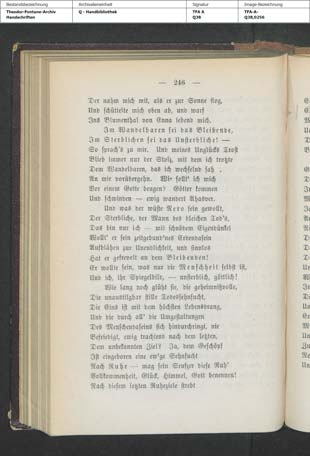 Bestandsbezeichnung Archiveinheit Signatur Image-Bezeichnung
Theodor-Fontane-Archiv Q - Handbibliothek TFA A TFA-A-
Handschriften Q38 Q38,0256
— 246 —
Der nahm mich mit, als er zur Sonne flog,
Und schüttelte mich oben ab, und warf
Ins Blumenthal von Enna lebend mich.
Im Wandelbaren sei das Bleibende,
Im Sterblichen sei das Unsterbliche! —
So sprach's zu mir. Und meines Unglücks Trost
Blieb immer nur der Stolz, mit dem ich trotzte
Dem Wandelbaren, das ich wechselnd sah
An mir vorübergehn. Wie sollt' ich mich
Vor einem Gotte beugen? Götter kommen
Und schwinden — ewig wandert Ahasver.
Und was der wüste Nero sein gewollt,
Der Sterbliche, der Mann des bleichen Tod's,
Das bin nur ich — mit schnödem Eigendünkel
Wollt' er sein zeitgebund'nes Erdendasein
Aufblähen zur Unendlichkeit, und sinnlos
Hat er gefrevelt an dem Bleibenden!
Er wollte sein, was nur die Menschheit selbst ist,
Und ich, ihr Spiegelbild, — unsterblich, göttlich!
Wie lang noch glüht sie, die geheimnißvolle,
Die unaustilgbar stille Todessehnsucht,
Die Eins ist mit dem höchsten Lebensdrang,
Und die durch all' die Umgestaltungen
Des Menschendaseins sich hindurchringt, nie
Befriedigt, ewig trachtend nach dem letzten,
Dem unbekannten Ziel? Ja, dem Geschöpf
Ist eingeboren eine ew'ge Sehnsucht
Nach Ruhe — mag sein Seufzer diese Ruh'
Vollkommenheit, Glück, Himmel, Gott benennen!
Nach diesem letzten Ruheziele strebt